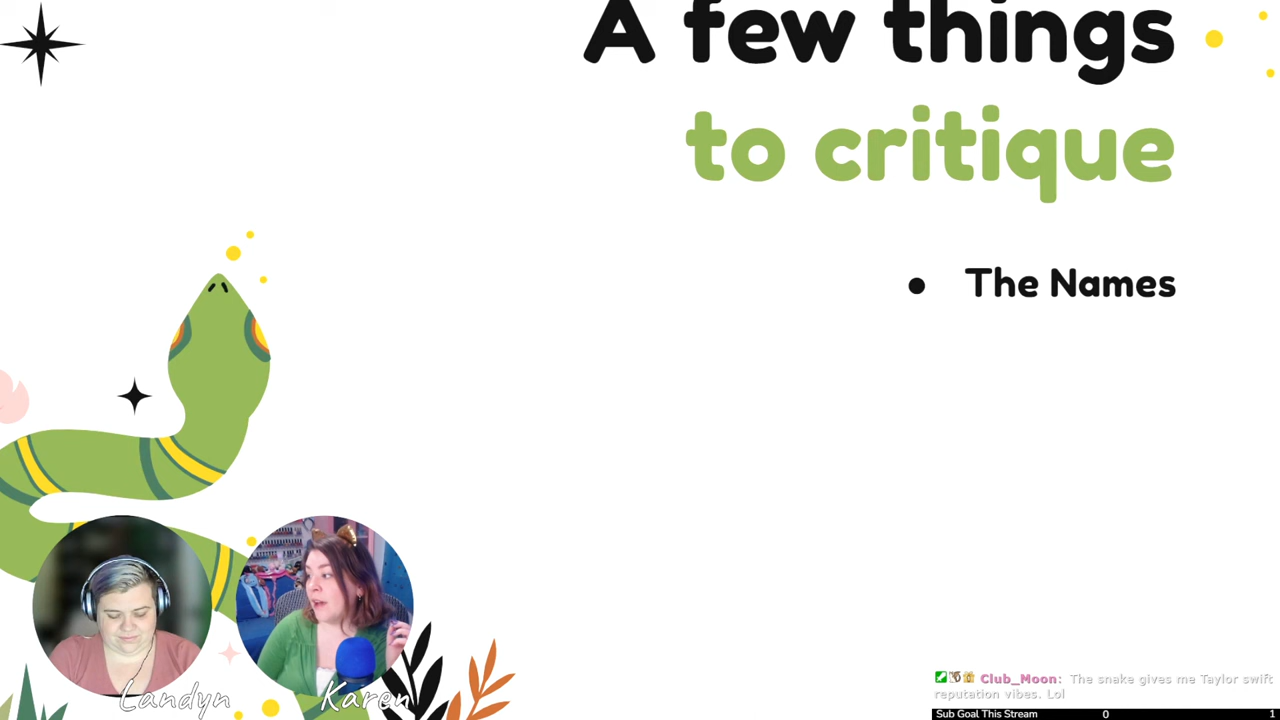 A few things
to critique
● The Names
Landyn
Karen
Club_Moon: The snake gives me Taylor swift
reputation vibes. Lol
Sub Goal This Stream 0 1